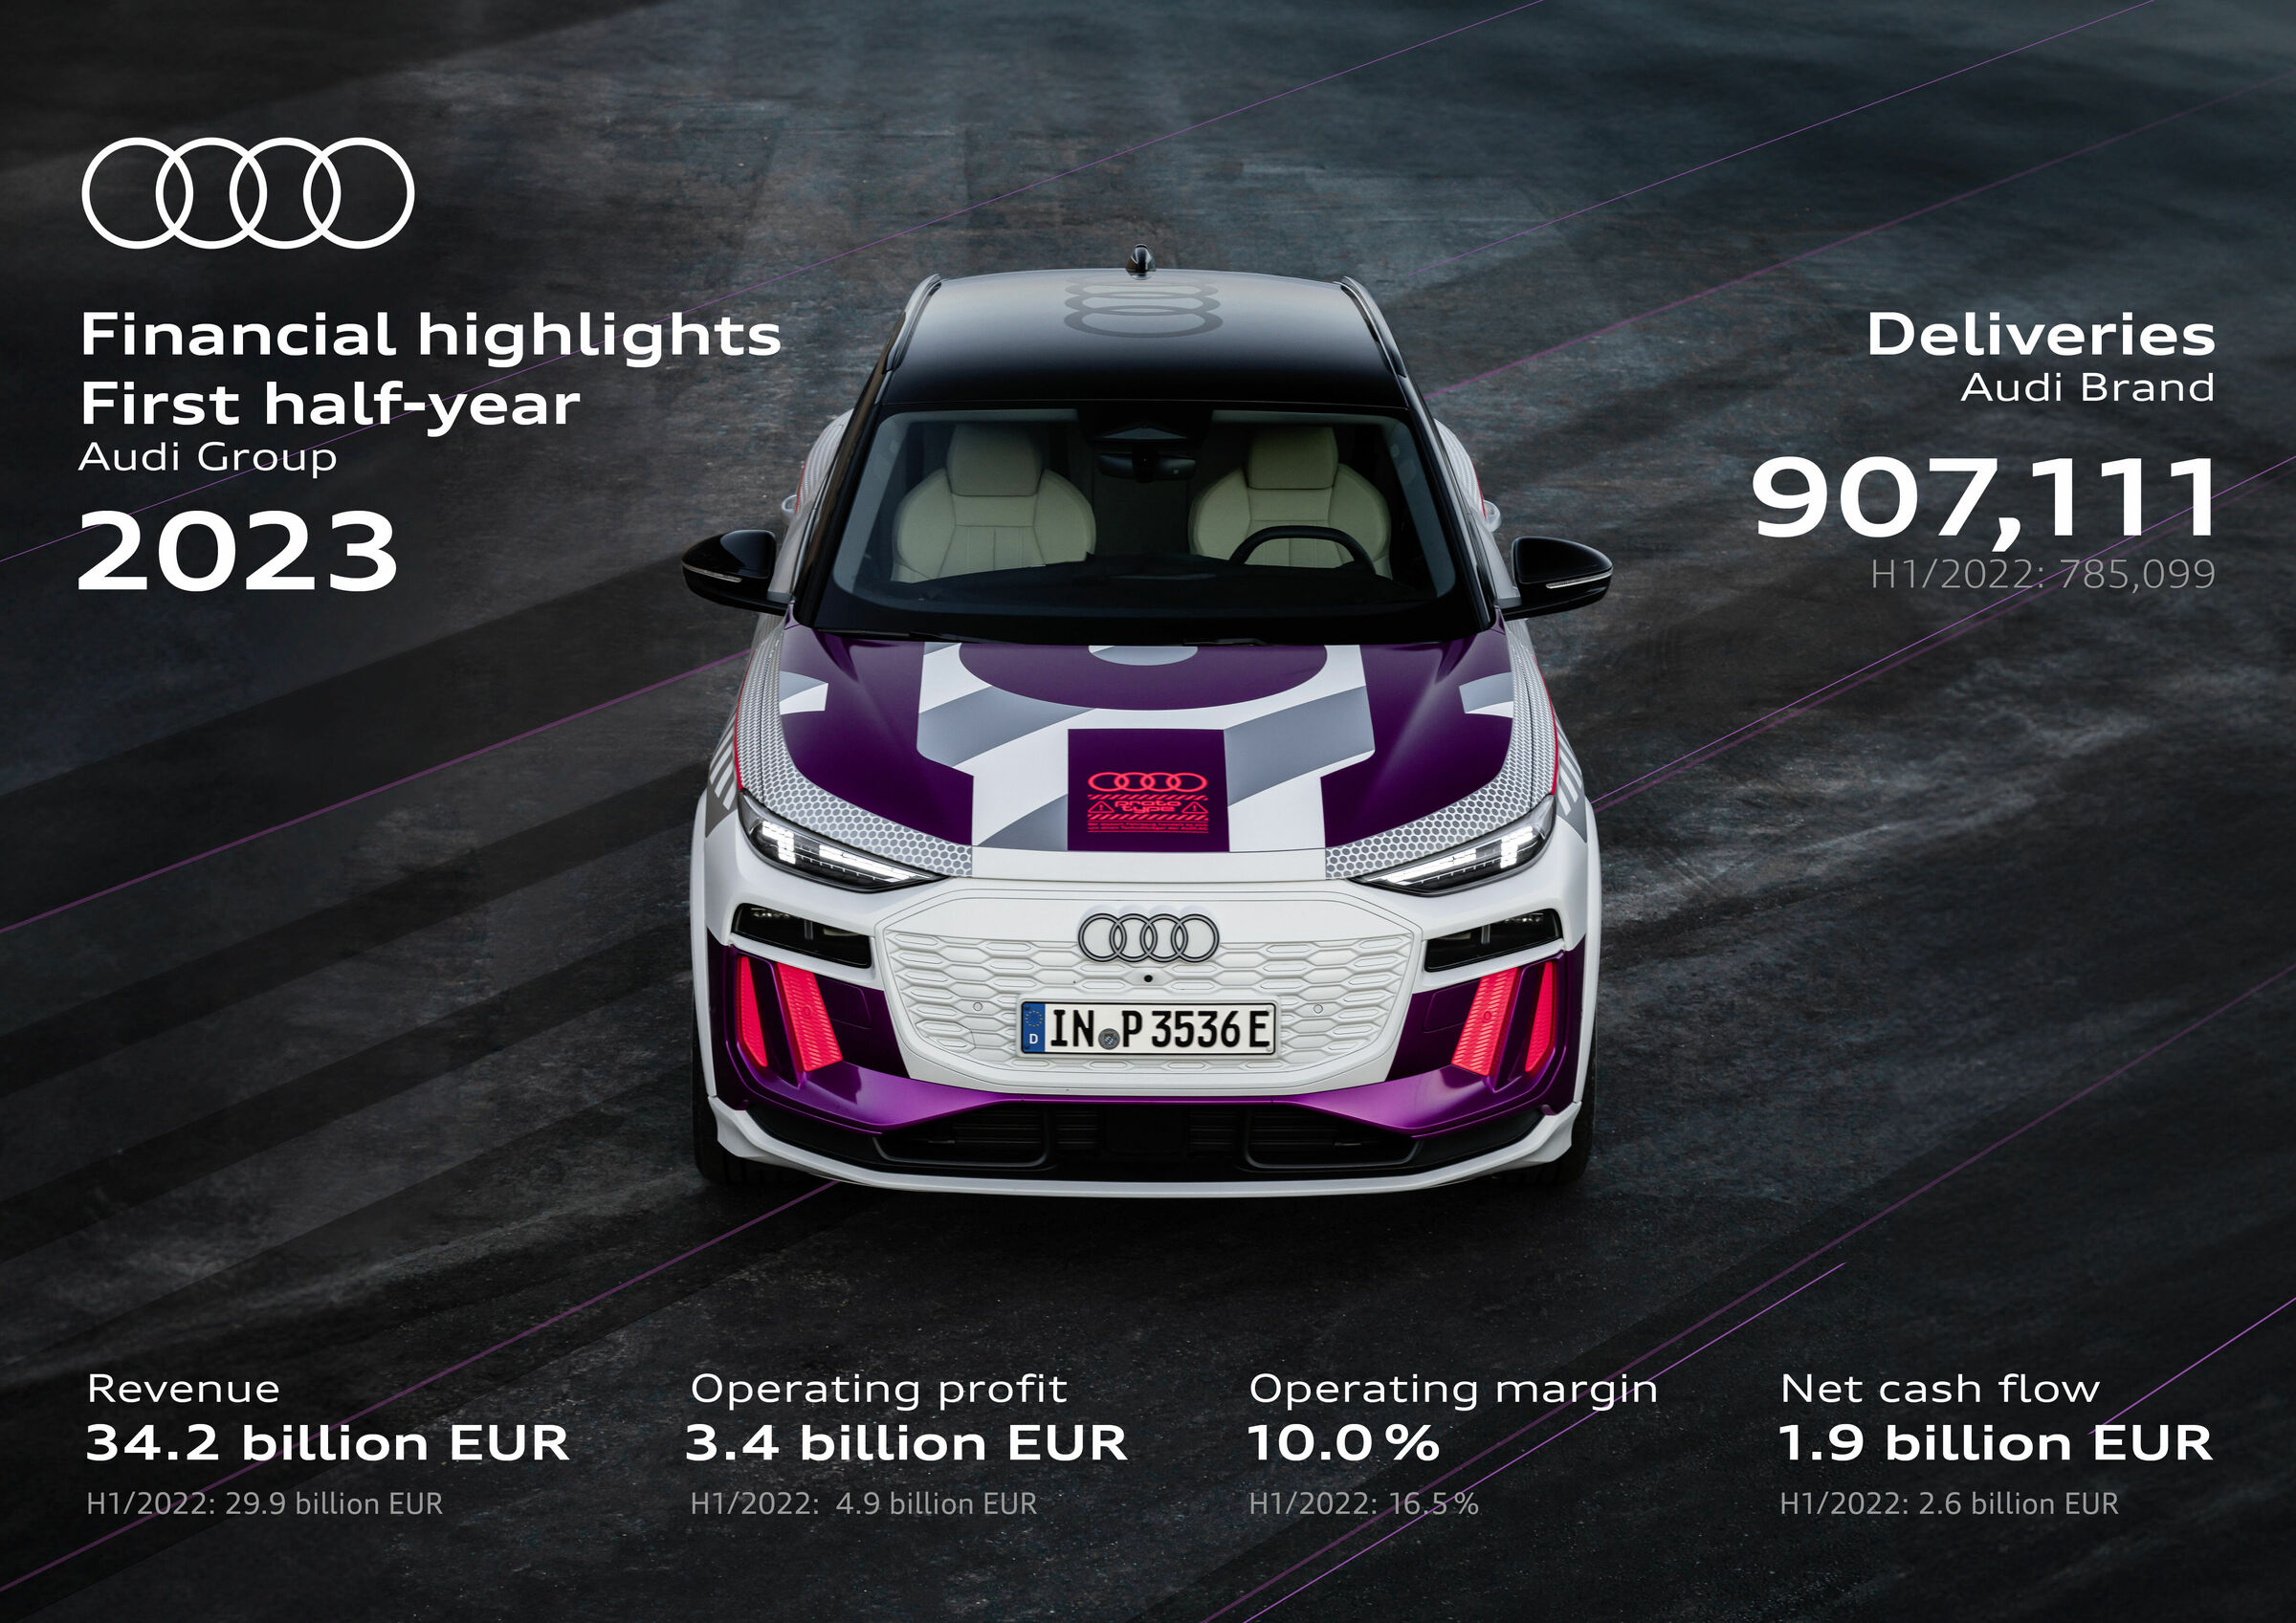 Financial highlights
First half-year
Audi Group
2023
Deliveries
Audi Brand
907,111
H1/2022: 785,099
proto
type
D
IN P 3536 E
Revenue
34.2 billion EUR
H1/2022: 29.9 billion EUR
Operating profit
3.4 billion EUR
H1/2022: 4.9 billion EUR
Operating margin
10.0 %
H1/2022: 16.5 %
Net cash flow
1.9 billion EUR
H1/2022: 2.6 billion EUR